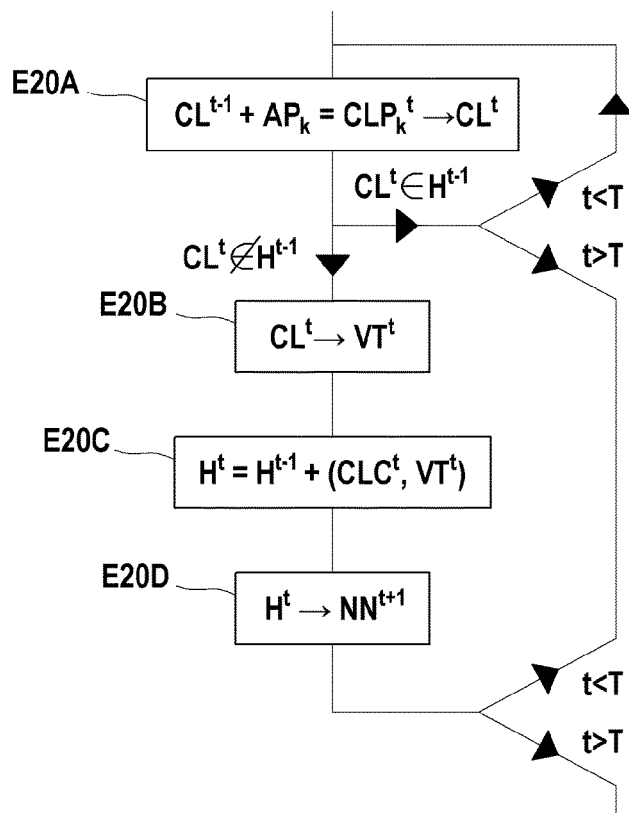 E20A
CL^{t-1} + AP_k = CLP_k^t → CL^t
CL^t ∈ H^{t-1}
t<T
t>T
CL^t ∉ H^{t-1}
E20B
CL^t → VT^t
E20C
H^t = H^{t-1} + (CLC^t, VT^t)
E20D
H^t → NN^{t+1}
t<T
t>T